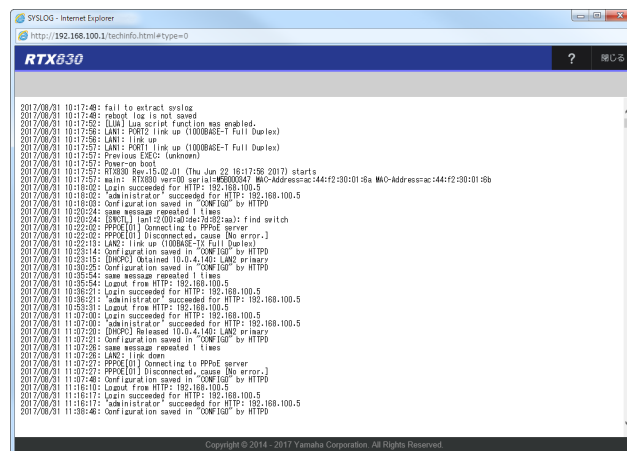 SYSLOG - Internet Explorer
http://192.168.100.1/techinfo.html#type=0
RTX830
? 閉じる
2017/08/31 10:17:49: fail to extract syslog
2017/08/31 10:17:49: reboot log is not saved
2017/08/31 10:17:52: [LUA] Lua script function was enabled.
2017/08/31 10:17:56: LAN1: PORT2 link up (1000BASE-T Full Duplex)
2017/08/31 10:17:56: LAN1: link up
2017/08/31 10:17:57: LAN1: PORT1 link up (1000BASE-T Full Duplex)
2017/08/31 10:17:57: Previous EXEC: (unknown)
2017/08/31 10:17:57: Power-on boot
2017/08/31 10:17:57: RTX830 Rev.15.02.01 (Thu Jun 22 16:17:56 2017) starts
2017/08/31 10:17:57: main: RTX830 ver=00 serial=M5B000347 MAC-Address=ac:44:f2:30:01:6a MAC-Address=ac:44:f2:30:01:6b
2017/08/31 10:18:02: Login succeeded for HTTP: 192.168.100.5
2017/08/31 10:18:02: 'administrator' succeeded for HTTP: 192.168.100.5
2017/08/31 10:18:03: Configuration saved in "CONFIG0" by HTTPD
2017/08/31 10:20:24: same message repeated 1 times
2017/08/31 10:20:24: [SWCTL] lan1:2(00:a0:de:7d:82:aa): find switch
2017/08/31 10:22:02: PPPOE[01] Connecting to PPPoE server
2017/08/31 10:22:02: PPPOE[01] Disconnected, cause [No error.]
2017/08/31 10:22:13: LAN2: link up (100BASE-TX Full Duplex)
2017/08/31 10:23:14: Configuration saved in "CONFIG0" by HTTPD
2017/08/31 10:23:15: [DHCPC] Obtained 10.0.4.140: LAN2 primary
2017/08/31 10:30:25: Configuration saved in "CONFIG0" by HTTPD
2017/08/31 10:35:54: same message repeated 1 times
2017/08/31 10:35:54: Logout from HTTP: 192.168.100.5
2017/08/31 10:36:21: Login succeeded for HTTP: 192.168.100.5
2017/08/31 10:36:21: 'administrator' succeeded for HTTP: 192.168.100.5
2017/08/31 10:53:31: Logout from HTTP: 192.168.100.5
2017/08/31 11:07:00: Login succeeded for HTTP: 192.168.100.5
2017/08/31 11:07:00: 'administrator' succeeded for HTTP: 192.168.100.5
2017/08/31 11:07:20: [DHCPC] Released 10.0.4.140: LAN2 primary
2017/08/31 11:07:21: Configuration saved in "CONFIG0" by HTTPD
2017/08/31 11:07:26: same message repeated 1 times
2017/08/31 11:07:26: LAN2: link down
2017/08/31 11:07:27: PPPOE[01] Connecting to PPPoE server
2017/08/31 11:07:27: PPPOE[01] Disconnected, cause [No error.]
2017/08/31 11:07:48: Configuration saved in "CONFIG0" by HTTPD
2017/08/31 11:16:10: Logout from HTTP: 192.168.100.5
2017/08/31 11:16:17: Login succeeded for HTTP: 192.168.100.5
2017/08/31 11:16:17: 'administrator' succeeded for HTTP: 192.168.100.5
2017/08/31 11:38:46: Configuration saved in "CONFIG0" by HTTPD
Copyright © 2014 - 2017 Yamaha Corporation. All Rights Reserved.